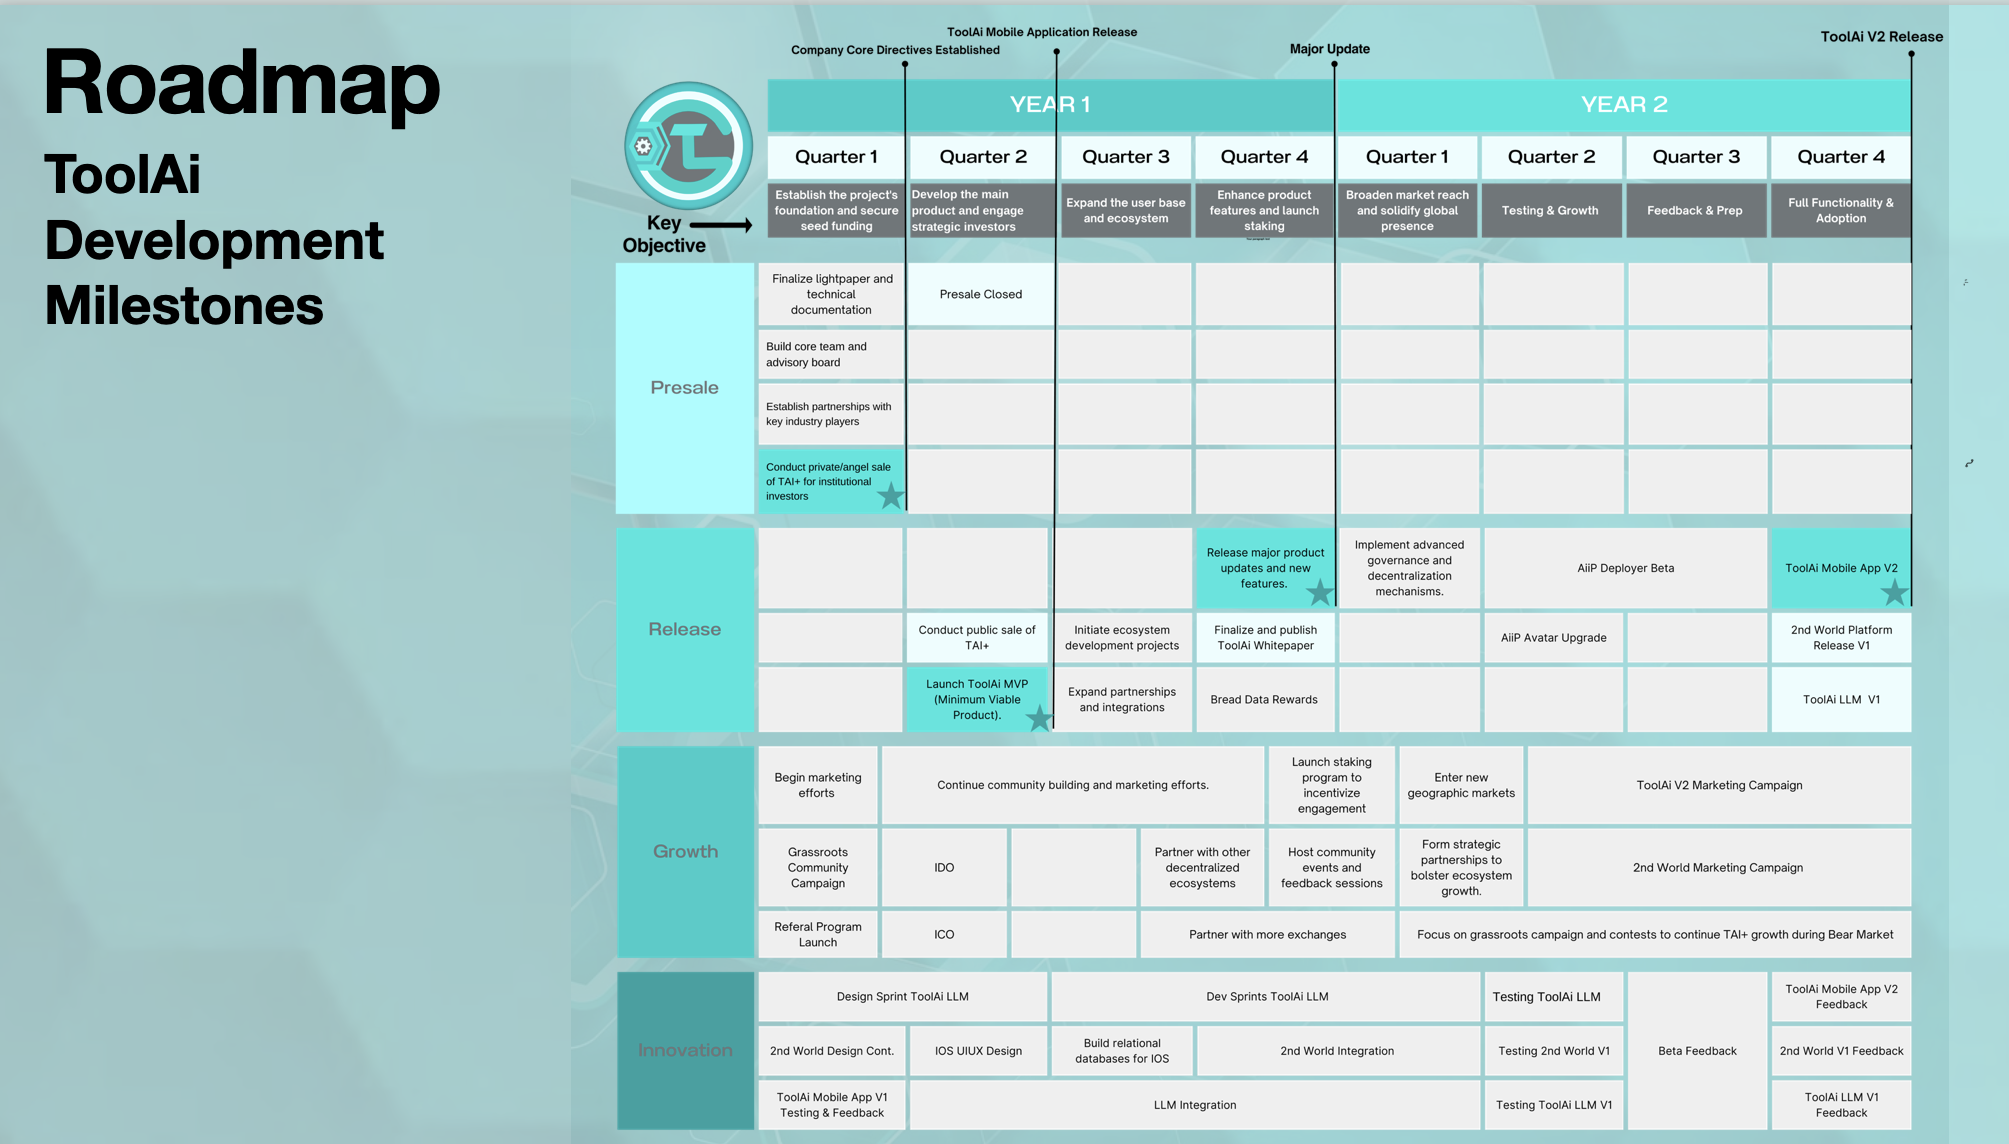 Roadmap
ToolAi
Development
Milestones
ToolAi Mobile Application Release
Company Core Directives Established
Major Update
ToolAi V2 Release
YEAR 1
YEAR 2
Quarter 1
Quarter 2
Quarter 3
Quarter 4
Quarter 1
Quarter 2
Quarter 3
Quarter 4
Key
Objective
Establish the project's
foundation and secure
seed funding
Develop the main
product and engage
strategic investors
Expand the user base
and ecosystem
Enhance product
features and launch
staking
Broaden market reach
and solidify global
presence
Testing & Growth
Feedback & Prep
Full Functionality &
Adoption
Presale
Finalize lightpaper and
technical
documentation
Presale Closed
Build core team and
advisory board
Establish partnerships with
key industry players
Conduct private/angel sale
of TAI+ for institutional
investors
Release
Release major product
updates and new
features.
Implement advanced
governance and
decentralization
mechanisms.
AiiP Deployer Beta
ToolAi Mobile App V2
Conduct public sale of
TAI+
Initiate ecosystem
development projects
Finalize and publish
ToolAi Whitepaper
AiiP Avatar Upgrade
2nd World Platform
Release V1
Launch ToolAi MVP
(Minimum Viable
Product).
Expand partnerships
and integrations
Bread Data Rewards
ToolAi LLM V1
Growth
Begin marketing
efforts
Continue community building and marketing efforts.
Launch staking
program to
incentivize
engagement
Enter new
geographic markets
ToolAi V2 Marketing Campaign
Grassroots
Community
Campaign
IDO
Partner with other
decentralized
ecosystems
Host community
events and
feedback sessions
Form strategic
partnerships to
bolster ecosystem
growth.
2nd World Marketing Campaign
Referal Program
Launch
ICO
Partner with more exchanges
Focus on grassroots campaign and contests to continue TAI+ growth during Bear Market
Innovation
Design Sprint ToolAi LLM
Dev Sprints ToolAi LLM
Testing ToolAi LLM
Beta Feedback
ToolAi Mobile App V2
Feedback
2nd World Design Cont.
IOS UIUX Design
Build relational
databases for IOS
2nd World Integration
Testing 2nd World V1
2nd World V1 Feedback
ToolAi Mobile App V1
Testing & Feedback
LLM Integration
Testing ToolAi LLM V1
ToolAi LLM V1
Feedback